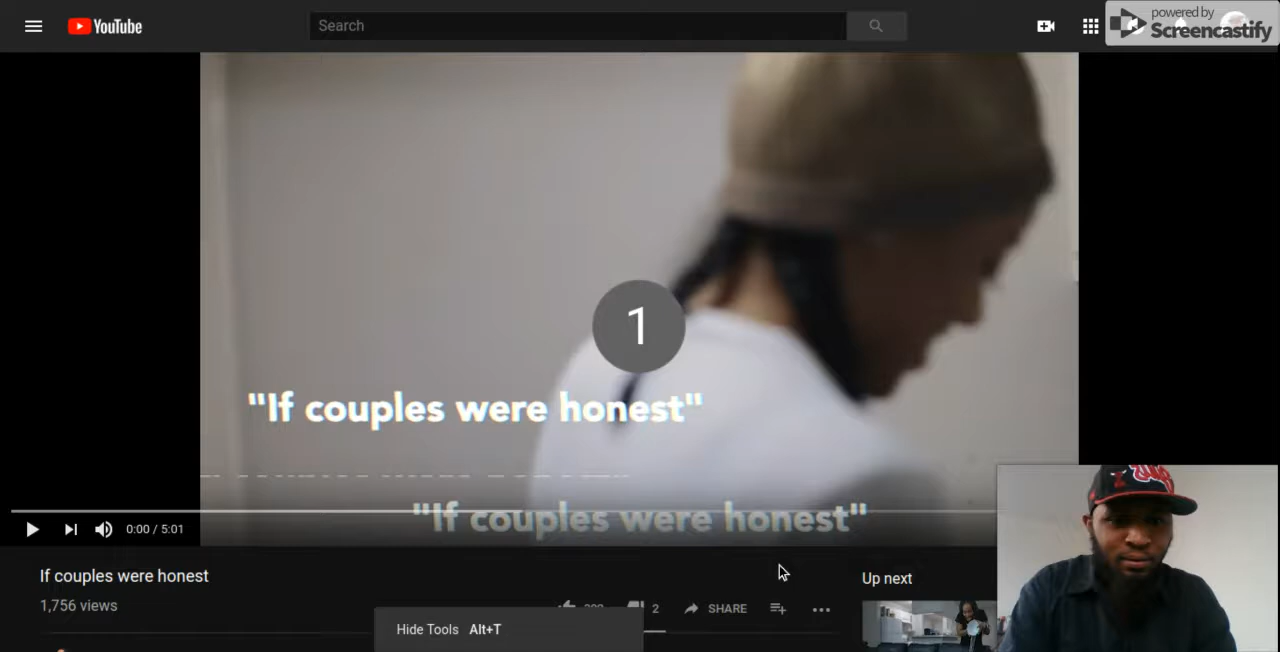 YouTube
Search
powered by
Screencastify
1
"If couples were honest"
"If couples were honest"
0:00 / 5:01
If couples were honest
1,756 views
2
SHARE
Up next
Hide Tools Alt+T